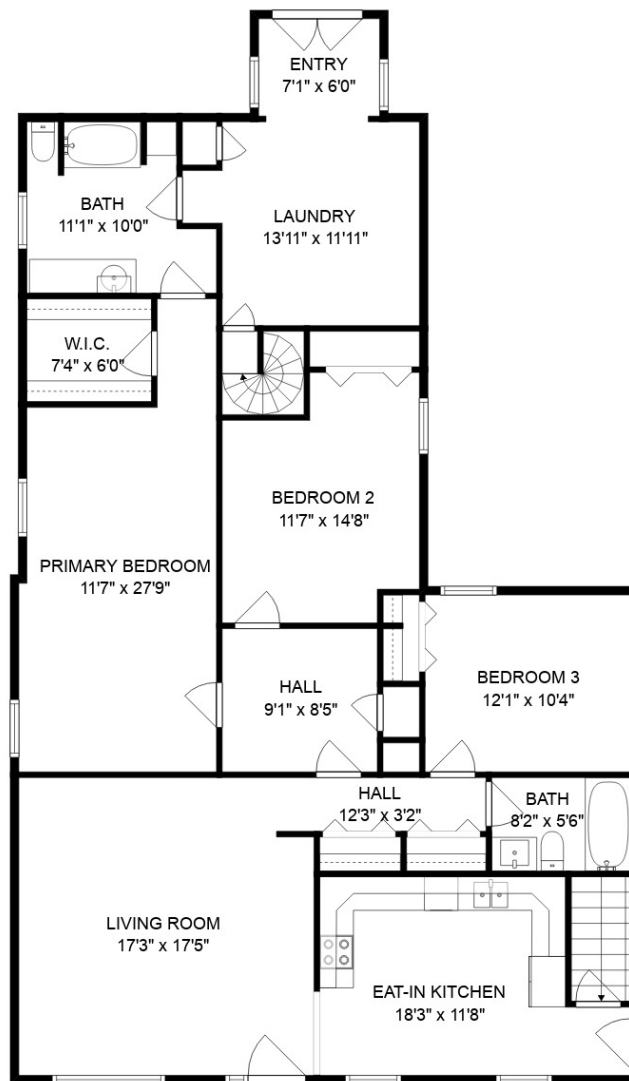 ENTRY
7'1" x 6'0"
BATH
11'1" x 10'0"
LAUNDRY
13'11" x 11'11"
W.I.C.
7'4" x 6'0"
BEDROOM 2
11'7" x 14'8"
PRIMARY BEDROOM
11'7" x 27'9"
HALL
9'1" x 8'5"
BEDROOM 3
12'1" x 10'4"
HALL
12'3" x 3'2"
BATH
8'2" x 5'6"
LIVING ROOM
17'3" x 17'5"
EAT-IN KITCHEN
18'3" x 11'8"